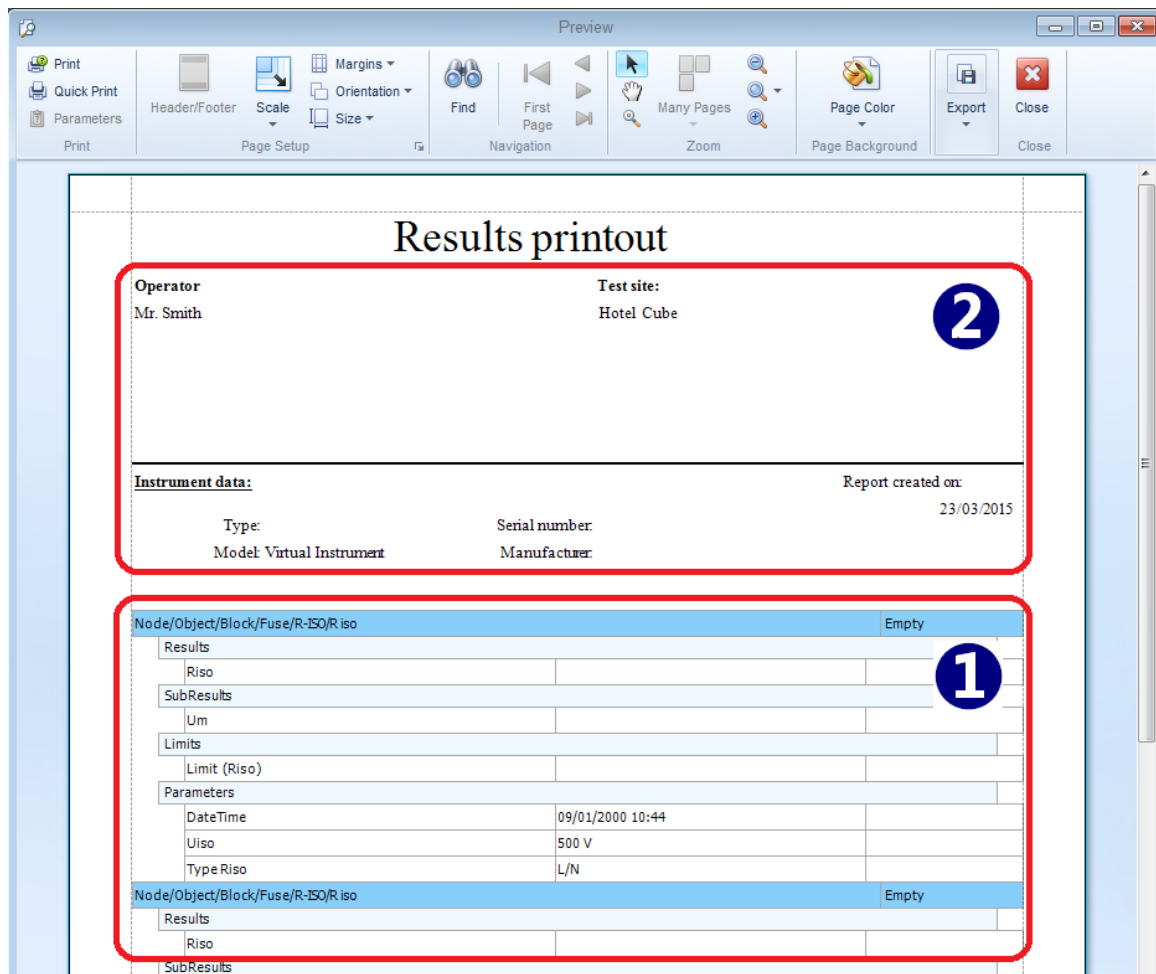 Preview
Print
Quick Print
Parameters
Print
Header/Footer
Scale
Margins
Orientation
Size
Page Setup
Find
First Page
Navigation
Many Pages
Zoom
Page Color
Page Background
Export
Close
Close
Results printout
Operator Test site:
Mr. Smith Hotel Cube
2
Instrument data: Report created on:
23/03/2015
Type: Serial number:
Model: Virtual Instrument Manufacturer:
Node/Object/Block/Fuse/R-ISO/Riso Empty
Results
1
Riso
SubResults
Um
Limits
Limit (Riso)
Parameters
DateTime 09/01/2000 10:44
Uiso 500 V
Type Riso L/N
Node/Object/Block/Fuse/R-ISO/Riso Empty
Results
Riso
SubResults